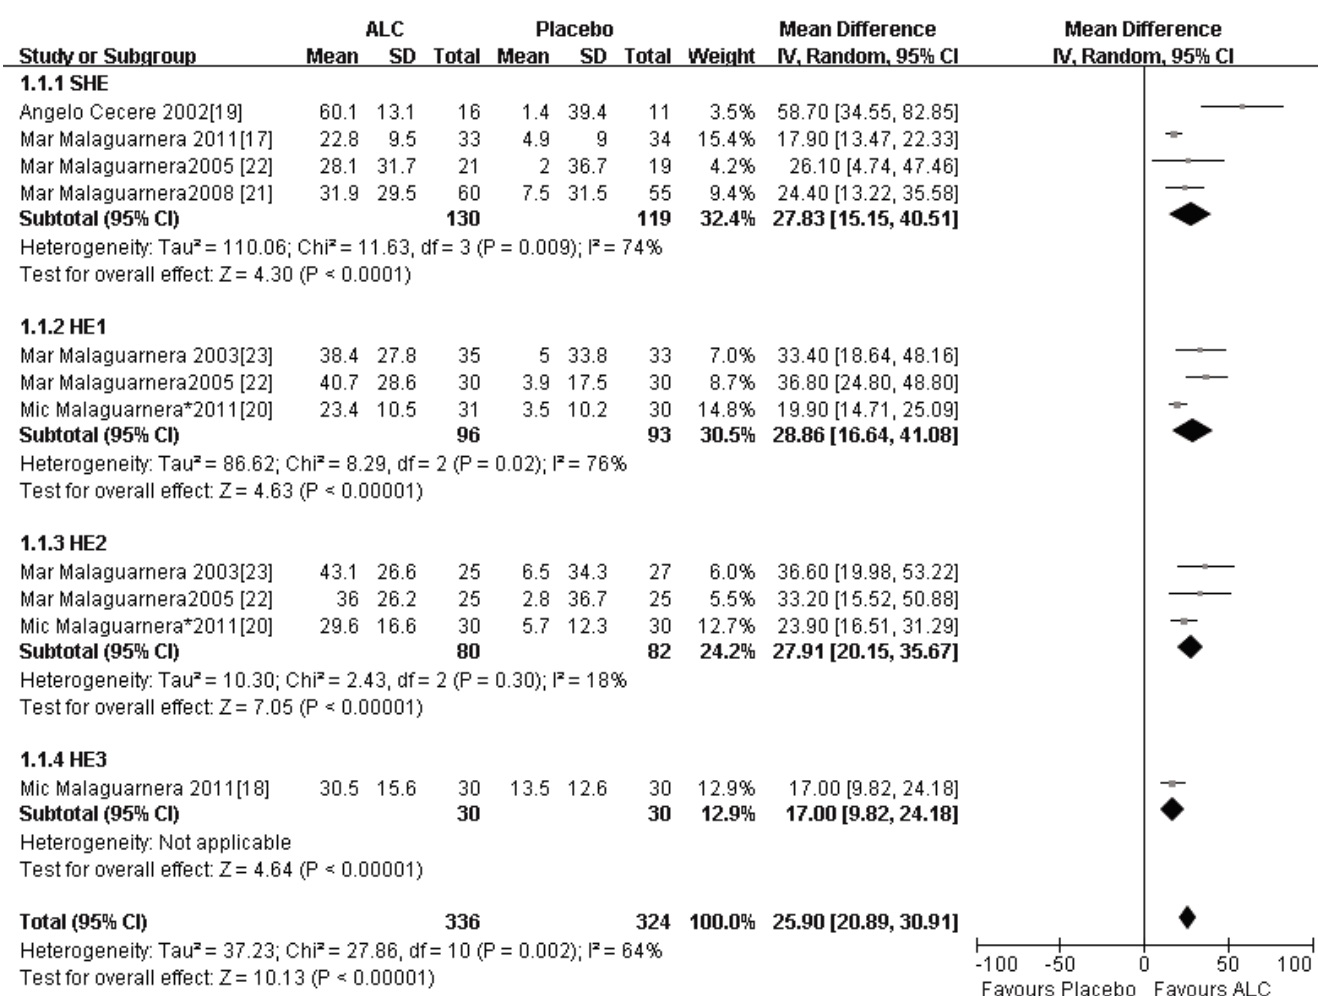 ALC Placebo Mean Difference Mean Difference
Study or Subgroup Mean SD Total Mean SD Total Weight IV, Random, 95% CI IV, Random, 95% CI
1.1.1 SHE
Angelo Cecere 2002[19] 60.1 13.1 16 1.4 39.4 11 3.5% 58.70 [34.55, 82.85]
Mar Malaguarnera 2011[17] 22.8 9.5 33 4.9 9 34 15.4% 17.90 [13.47, 22.33]
Mar Malaguarnera2005 [22] 28.1 31.7 21 2 36.7 19 4.2% 26.10 [4.74, 47.46]
Mar Malaguarnera2008 [21] 31.9 29.5 60 7.5 31.5 55 9.4% 24.40 [13.22, 35.58]
Subtotal (95% CI) 130 119 32.4% 27.83 [15.15, 40.51]
Heterogeneity: Tau² = 110.06; Chi² = 11.63, df = 3 (P = 0.009); I² = 74%
Test for overall effect: Z = 4.30 (P < 0.0001)
1.1.2 HE1
Mar Malaguarnera 2003[23] 38.4 27.8 35 5 33.8 33 7.0% 33.40 [18.64, 48.16]
Mar Malaguarnera2005 [22] 40.7 28.6 30 3.9 17.5 30 8.7% 36.80 [24.80, 48.80]
Mic Malaguarnera*2011[20] 23.4 10.5 31 3.5 10.2 30 14.8% 19.90 [14.71, 25.09]
Subtotal (95% CI) 96 93 30.5% 28.86 [16.64, 41.08]
Heterogeneity: Tau² = 86.62; Chi² = 8.29, df = 2 (P = 0.02); I² = 76%
Test for overall effect: Z = 4.63 (P < 0.00001)
1.1.3 HE2
Mar Malaguarnera 2003[23] 43.1 26.6 25 6.5 34.3 27 6.0% 36.60 [19.98, 53.22]
Mar Malaguarnera2005 [22] 36 26.2 25 2.8 36.7 25 5.5% 33.20 [15.52, 50.88]
Mic Malaguarnera*2011[20] 29.6 16.6 30 5.7 12.3 30 12.7% 23.90 [16.51, 31.29]
Subtotal (95% CI) 80 82 24.2% 27.91 [20.15, 35.67]
Heterogeneity: Tau² = 10.30; Chi² = 2.43, df = 2 (P = 0.30); I² = 18%
Test for overall effect: Z = 7.05 (P < 0.00001)
1.1.4 HE3
Mic Malaguarnera 2011[18] 30.5 15.6 30 13.5 12.6 30 12.9% 17.00 [9.82, 24.18]
Subtotal (95% CI) 30 30 12.9% 17.00 [9.82, 24.18]
Heterogeneity: Not applicable
Test for overall effect: Z = 4.64 (P < 0.00001)
Total (95% CI) 336 324 100.0% 25.90 [20.89, 30.91]
Heterogeneity: Tau² = 37.23; Chi² = 27.86, df = 10 (P = 0.002); I² = 64%
Test for overall effect: Z = 10.13 (P < 0.00001)
-100 -50 0 50 100
Favours Placebo Favours ALC